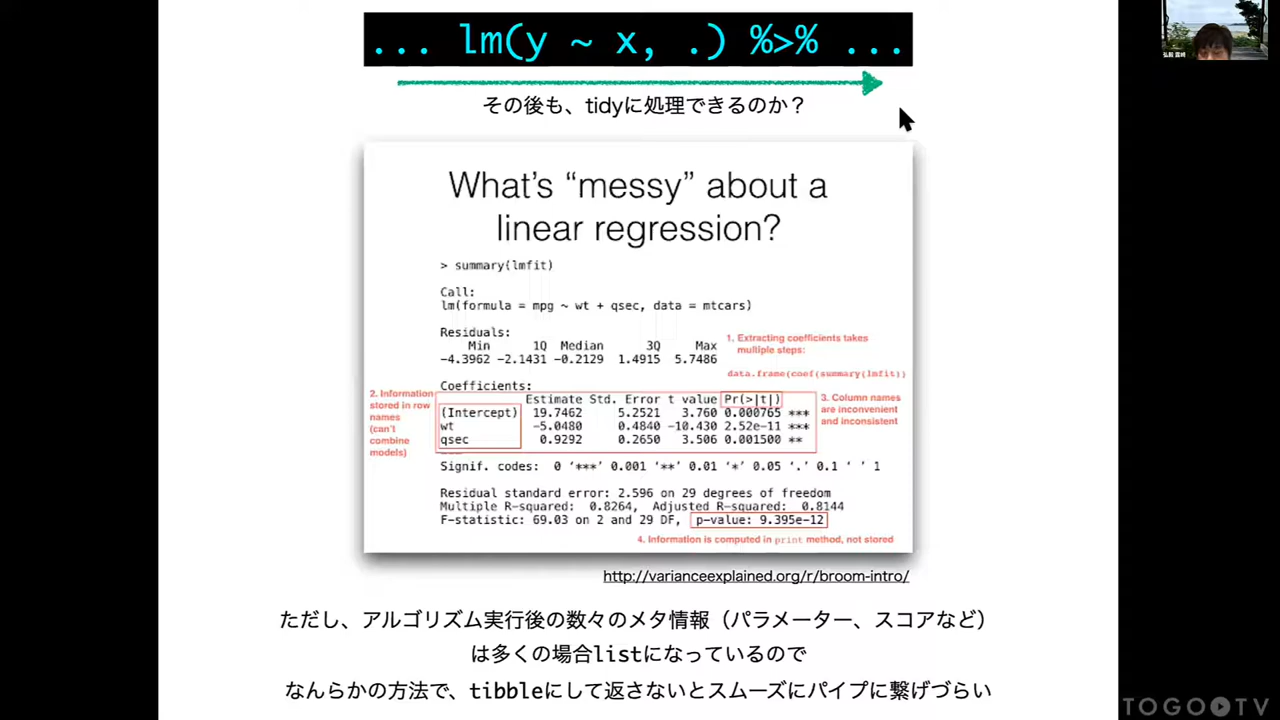 ... lm(y ~ x, .) %>% ...
その後も、tidyに処理できるのか？
What's “messy” about a
linear regression?
> summary(lmfit)
Call:
lm(formula = mpg ~ wt + qsec, data = mtcars)
Residuals:
Min 1Q Median 3Q Max
-4.3962 -2.1431 -0.2129 1.4915 5.7486
1. Extracting coefficients takes
multiple steps:
data.frame(coef(summary(lmfit))
Coefficients:
Estimate Std. Error t value Pr(>|t|)
(Intercept) 19.7462 5.2521 3.760 0.000765 ***
wt -5.0480 0.4840 -10.430 2.52e-11 ***
qsec 0.9292 0.2650 3.506 0.001500 **
2. Information
stored in row
names
(can't
combine
models)
3. Column names
are inconvenient
and inconsistent
Signif. codes: 0 ‘***’ 0.001 ‘**’ 0.01 ‘*’ 0.05 ‘.’ 0.1 ‘ ’ 1
Residual standard error: 2.596 on 29 degrees of freedom
Multiple R-squared: 0.8264, Adjusted R-squared: 0.8144
F-statistic: 69.03 on 2 and 29 DF, p-value: 9.395e-12
4. Information is computed in print method, not stored
http://varianceexplained.org/r/broom-intro/
ただし、アルゴリズム実行後の数々のメタ情報（パラメーター、スコアなど）
は多くの場合listになっているので
なんらかの方法で、tibbleにして返さないとスムーズにパイプに繋げづらい
TOGOTV